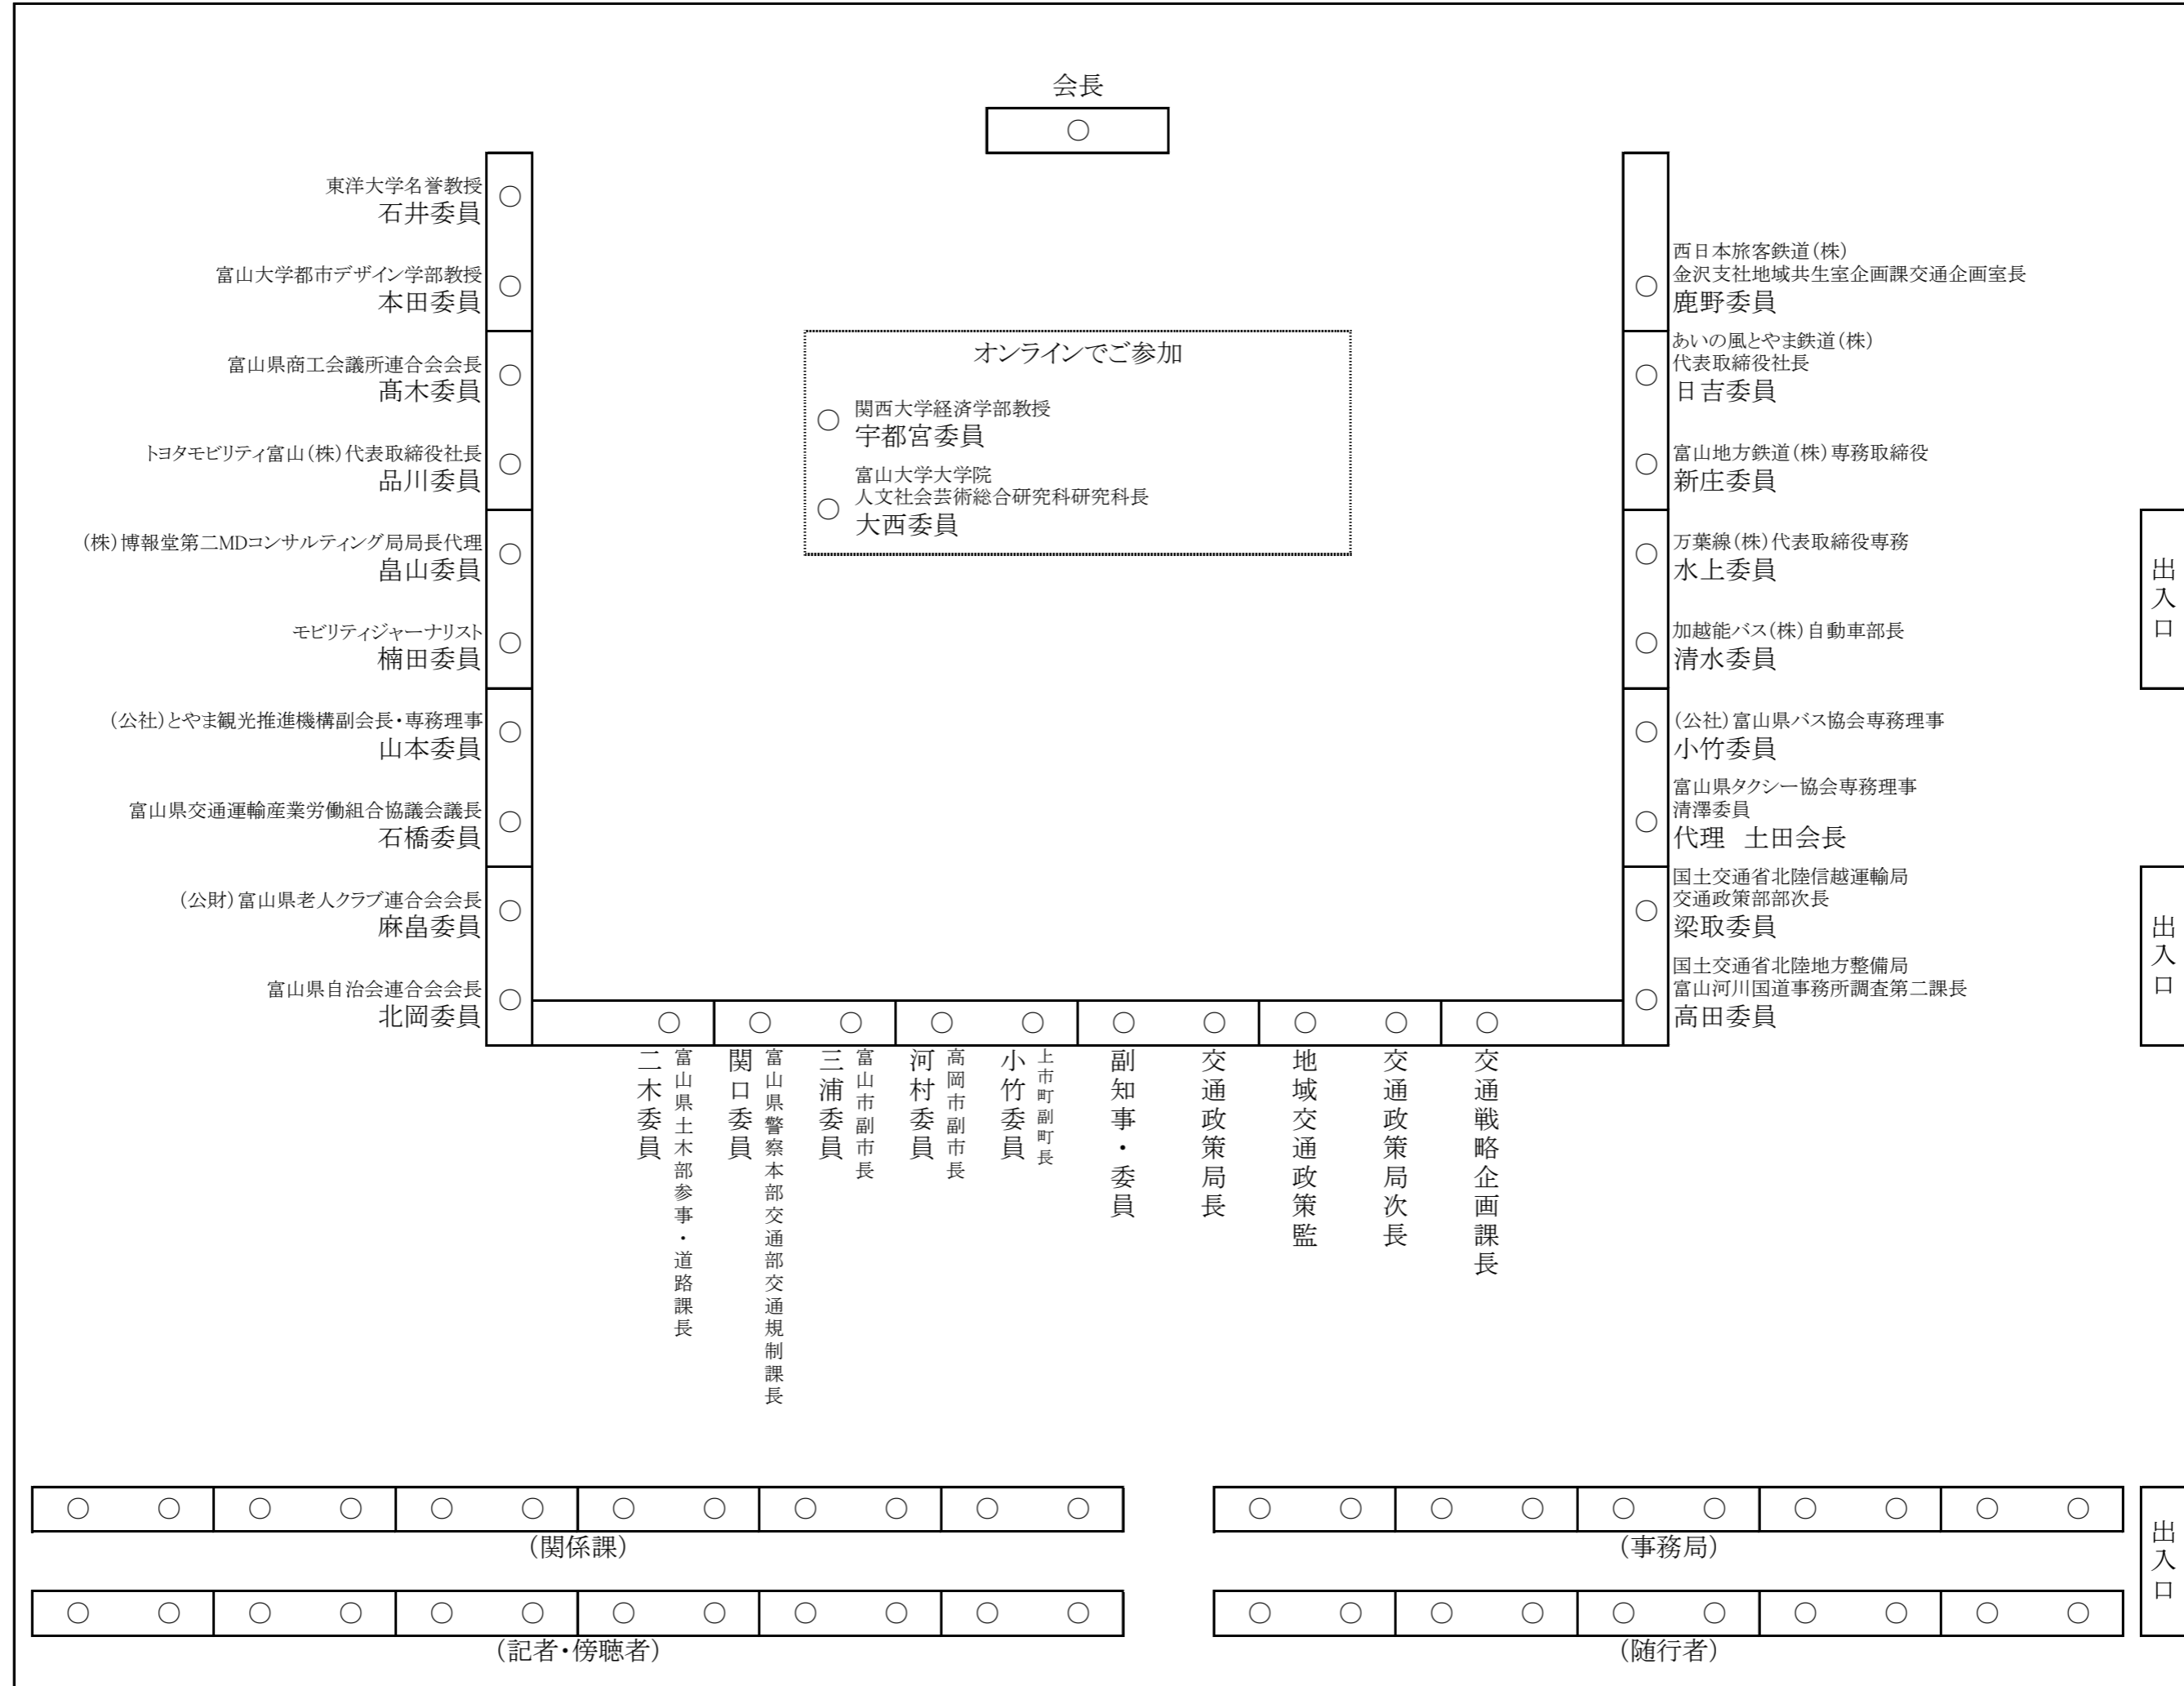 会長
○
東洋大学名誉教授
石井委員
○
富山大学都市デザイン学部教授
本田委員
○
富山県商工会議所連合会会長
髙木委員
○
トヨタモビリティ富山(株)代表取締役社長
品川委員
○
(株)博報堂第二MDコンサルティング局局長代理
畠山委員
○
モビリティジャーナリスト
楠田委員
○
(公社)とやま観光推進機構副会長・専務理事
山本委員
○
富山県交通運輸産業労働組合協議会議長
石橋委員
○
(公財)富山県老人クラブ連合会会長
麻畠委員
○
富山県自治会連合会会長
北岡委員
○
オンラインでご参加
○
関西大学経済学部教授
宇都宮委員
○
富山大学大学院
人文社会芸術総合研究科研究科長
大西委員
○
西日本旅客鉄道(株)
金沢支社地域共生室企画課交通企画室長
鹿野委員
○
あいの風とやま鉄道(株)
代表取締役社長
日吉委員
○
富山地方鉄道(株)専務取締役
新庄委員
○
万葉線(株)代表取締役専務
水上委員
○
加越能バス(株)自動車部長
清水委員
○
(公社)富山県バス協会専務理事
小竹委員
○
富山県タクシー協会専務理事
清澤委員
代理 土田会長
○
国土交通省北陸信越運輸局
交通政策部部次長
梁取委員
○
国土交通省北陸地方整備局
富山河川国道事務所調査第二課長
高田委員
出入口
出入口
○ ○ ○ ○ ○ ○ ○ ○ ○ ○
富山県土木部参事・道路課長
二木委員
富山県警察本部交通部交通規制課長
関口委員
富山市副市長
三浦委員
高岡市副市長
河村委員
上市町副町長
小竹委員
副知事・委員
交通政策局長
地域交通政策監
交通政策局次長
交通戦略企画課長
○ ○ ○ ○ ○ ○ ○ ○ ○ ○ ○ ○
(関係課)
○ ○ ○ ○ ○ ○ ○ ○ ○ ○
(事務局)
○ ○ ○ ○ ○ ○ ○ ○ ○ ○ ○ ○
(記者・傍聴者)
○ ○ ○ ○ ○ ○ ○ ○ ○ ○
(随行者)
出入口